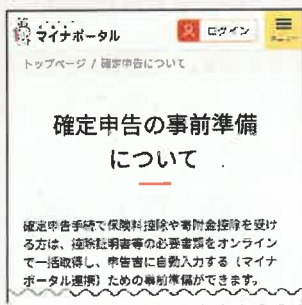 マイナポータル
ログイン
メニュー
トップページ / 確定申告について
確定申告の事前準備
について
確定申告手続で保険料控除や寄附金控除を受け
る方は、控除証明書等の必要書類をオンライン
で一括取得し、申告書に自動入力する（マイナ
ポータル連携）ための事前準備ができます。